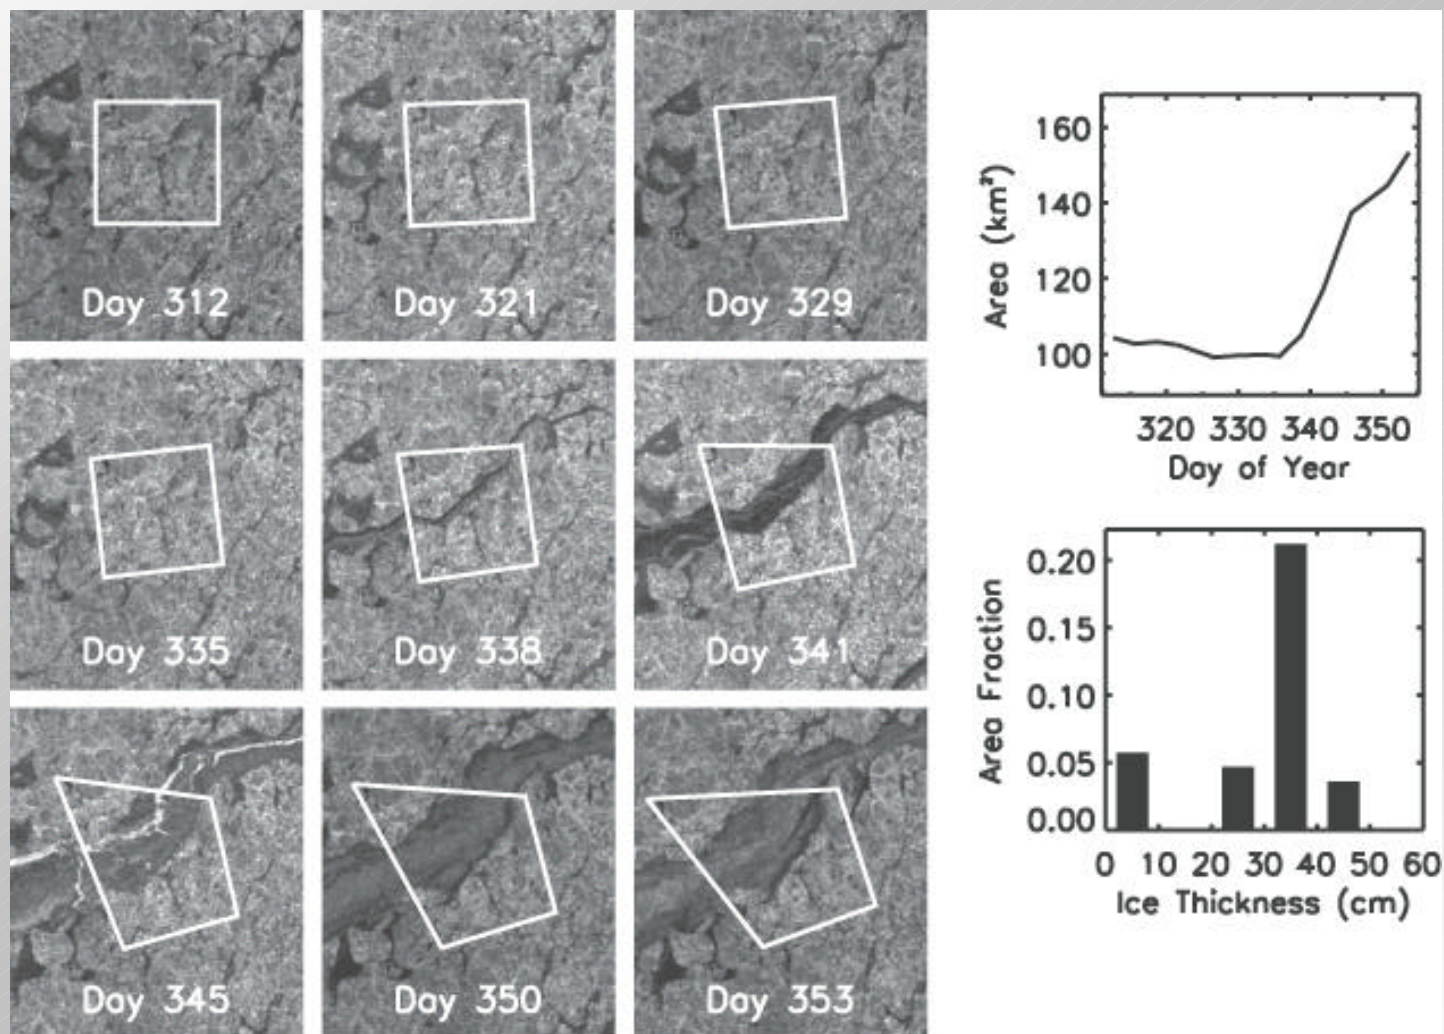 Day 312
Day 321
Day 329
Day 335
Day 338
Day 341
Day 345
Day 350
Day 353
Area (km²)
160
140
120
100
320 330 340 350
Day of Year
Area Fraction
0.20
0.15
0.10
0.05
0.00
0 10 20 30 40 50 60
Ice Thickness (cm)